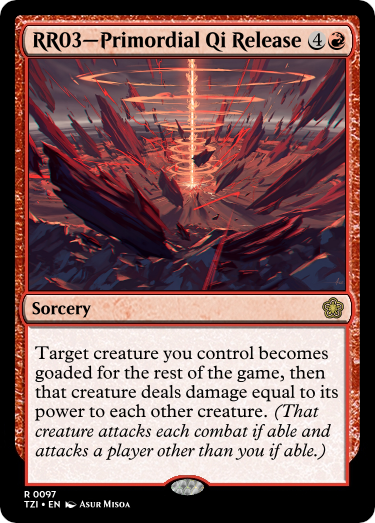 RR03—Primordial Qi Release 4
Sorcery
Target creature you control becomes
goaded for the rest of the game, then
that creature deals damage equal to its
power to each other creature. (That
creature attacks each combat if able and
attacks a player other than you if able.)
R 0097
TZI • EN Asur Misoa